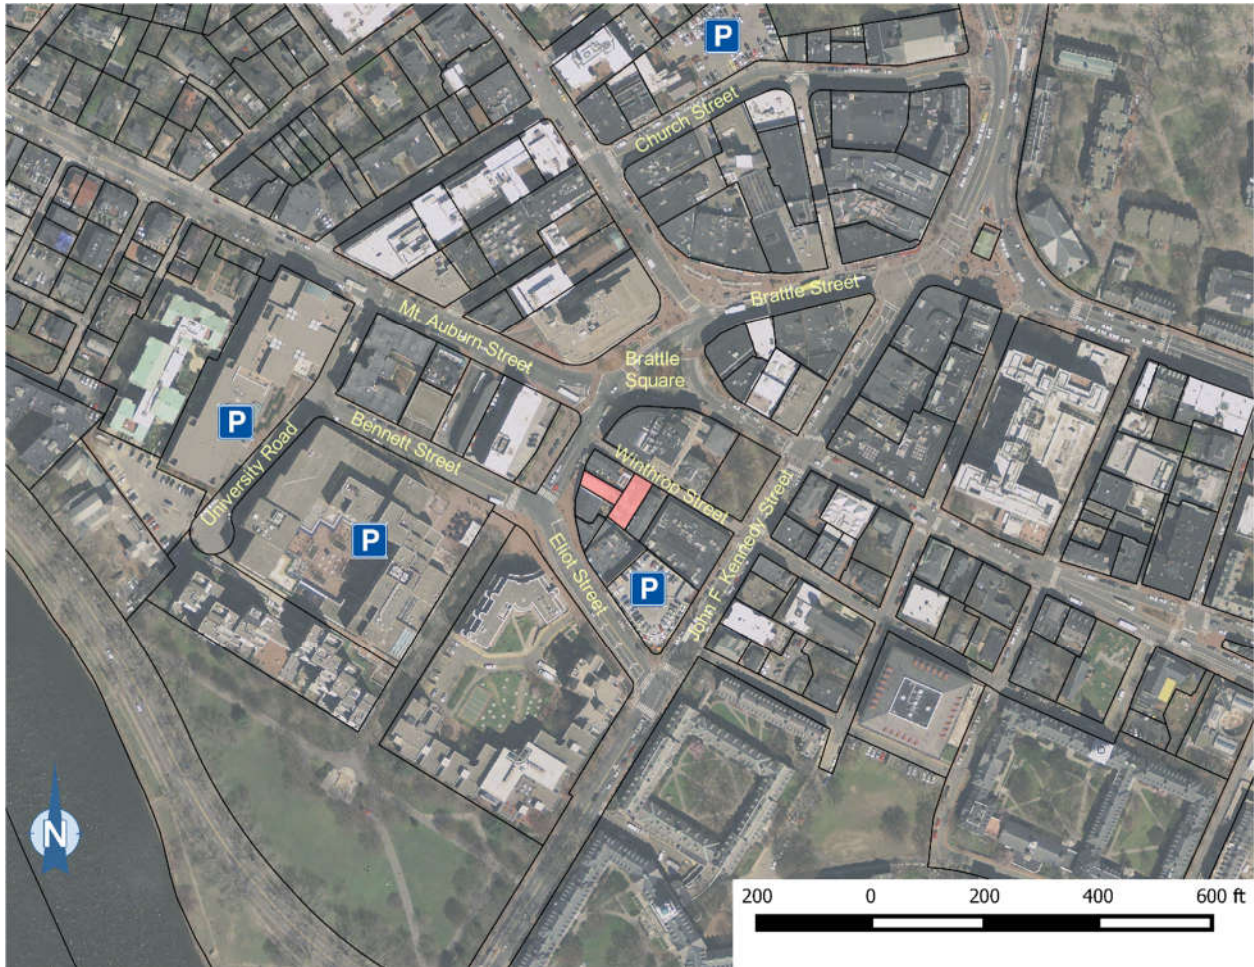 P
Church Street
Brattle Street
Mt. Auburn Street
Brattle
Square
P
Bennett Street
University Road
Winthrop Street
P
Eliot Street
P
John F. Kennedy Street
N
200 0 200 400 600 ft